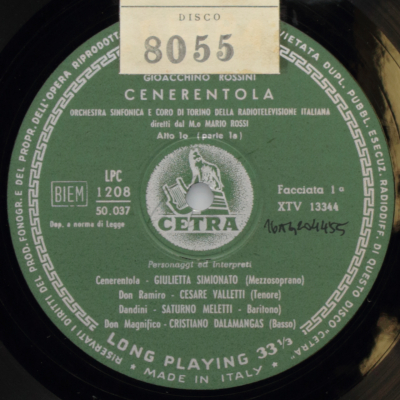 DISCO
8055
GIOACCHINO ROSSINI
CENERENTOLA
ORCHESTRA SINFONICA E CORO DI TORINO DELLA RADIOTELEVISIONE ITALIANA
diretti dal M.o MARIO ROSSI
Atto 1o (parte 1a)
LPC
1208
BIEM
50.037
Dep. a norma di Legge
Facciata 1o
XTV 13344
CETRA
Personaggi ed interpreti
Cenerentola - GIULIETTA SIMIONATO (Mezzosoprano)
Don Ramiro - CESARE VALLETTI (Tenore)
Dandini - SATURNO MELETTI - Baritono)
Don Magnifico - CRISTIANO DALAMANGAS (Basso)
LONG PLAYING 33 1/3
★ MADE IN ITALY ★
RISERVATI I DIRITTI DEL PROD. FONOGR. E DEL PROPR. DELL'OPERA RIPRODOTTA
VIETATA DUPL. PUBBL. ESECUZ. RADIODIFF. DI QUESTO DISCO "CETRA"